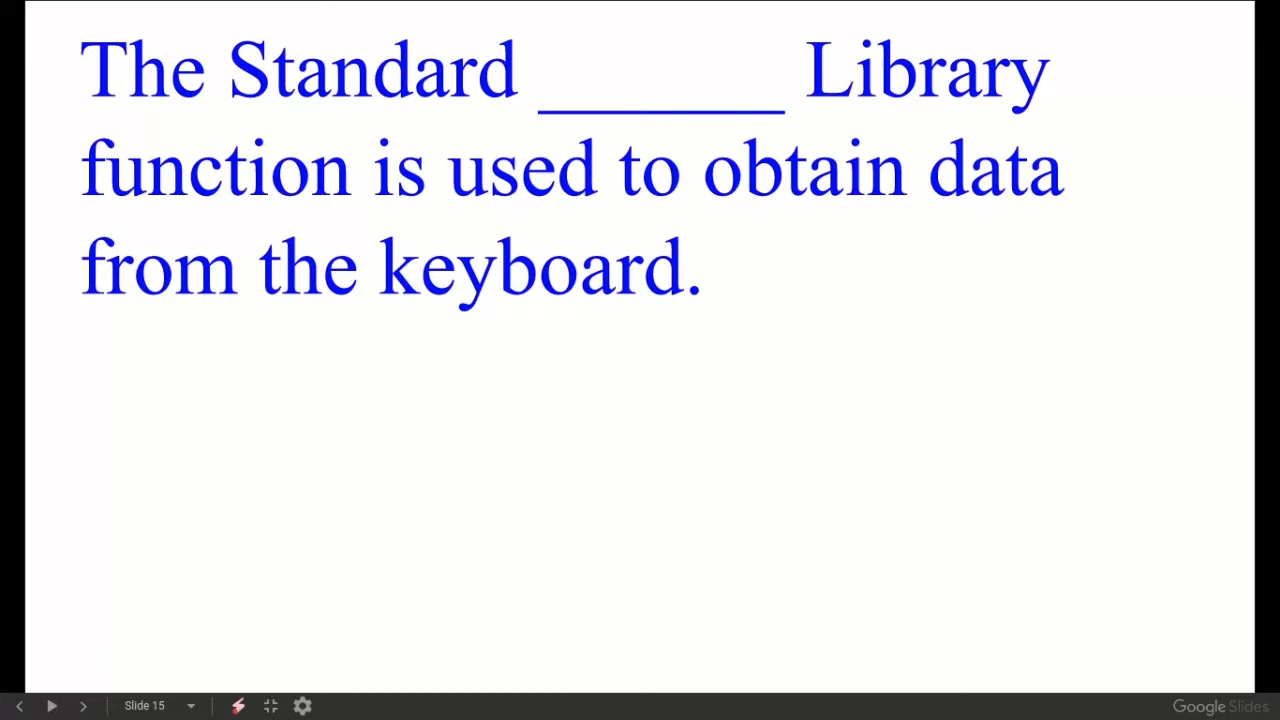 The Standard _______ Library
function is used to obtain data
from the keyboard.
Slide 15
Google Slides